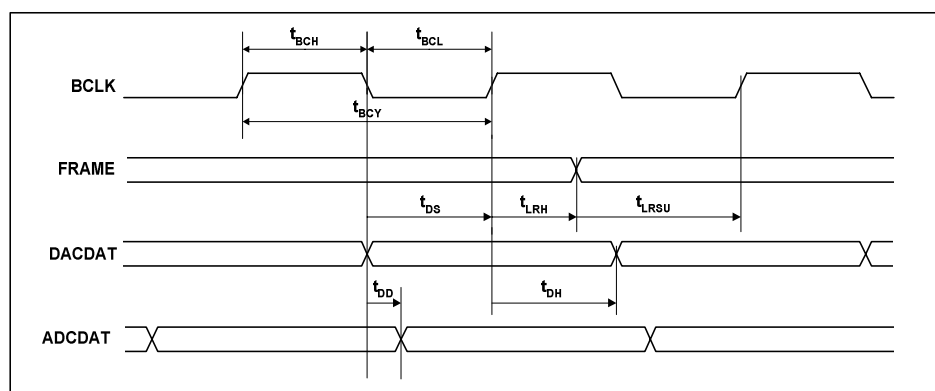 tBCH tBCL
BCLK
tBCY
FRAME
tDS tLRH tLRSU
DACDAT
tDD tDH
ADCDAT